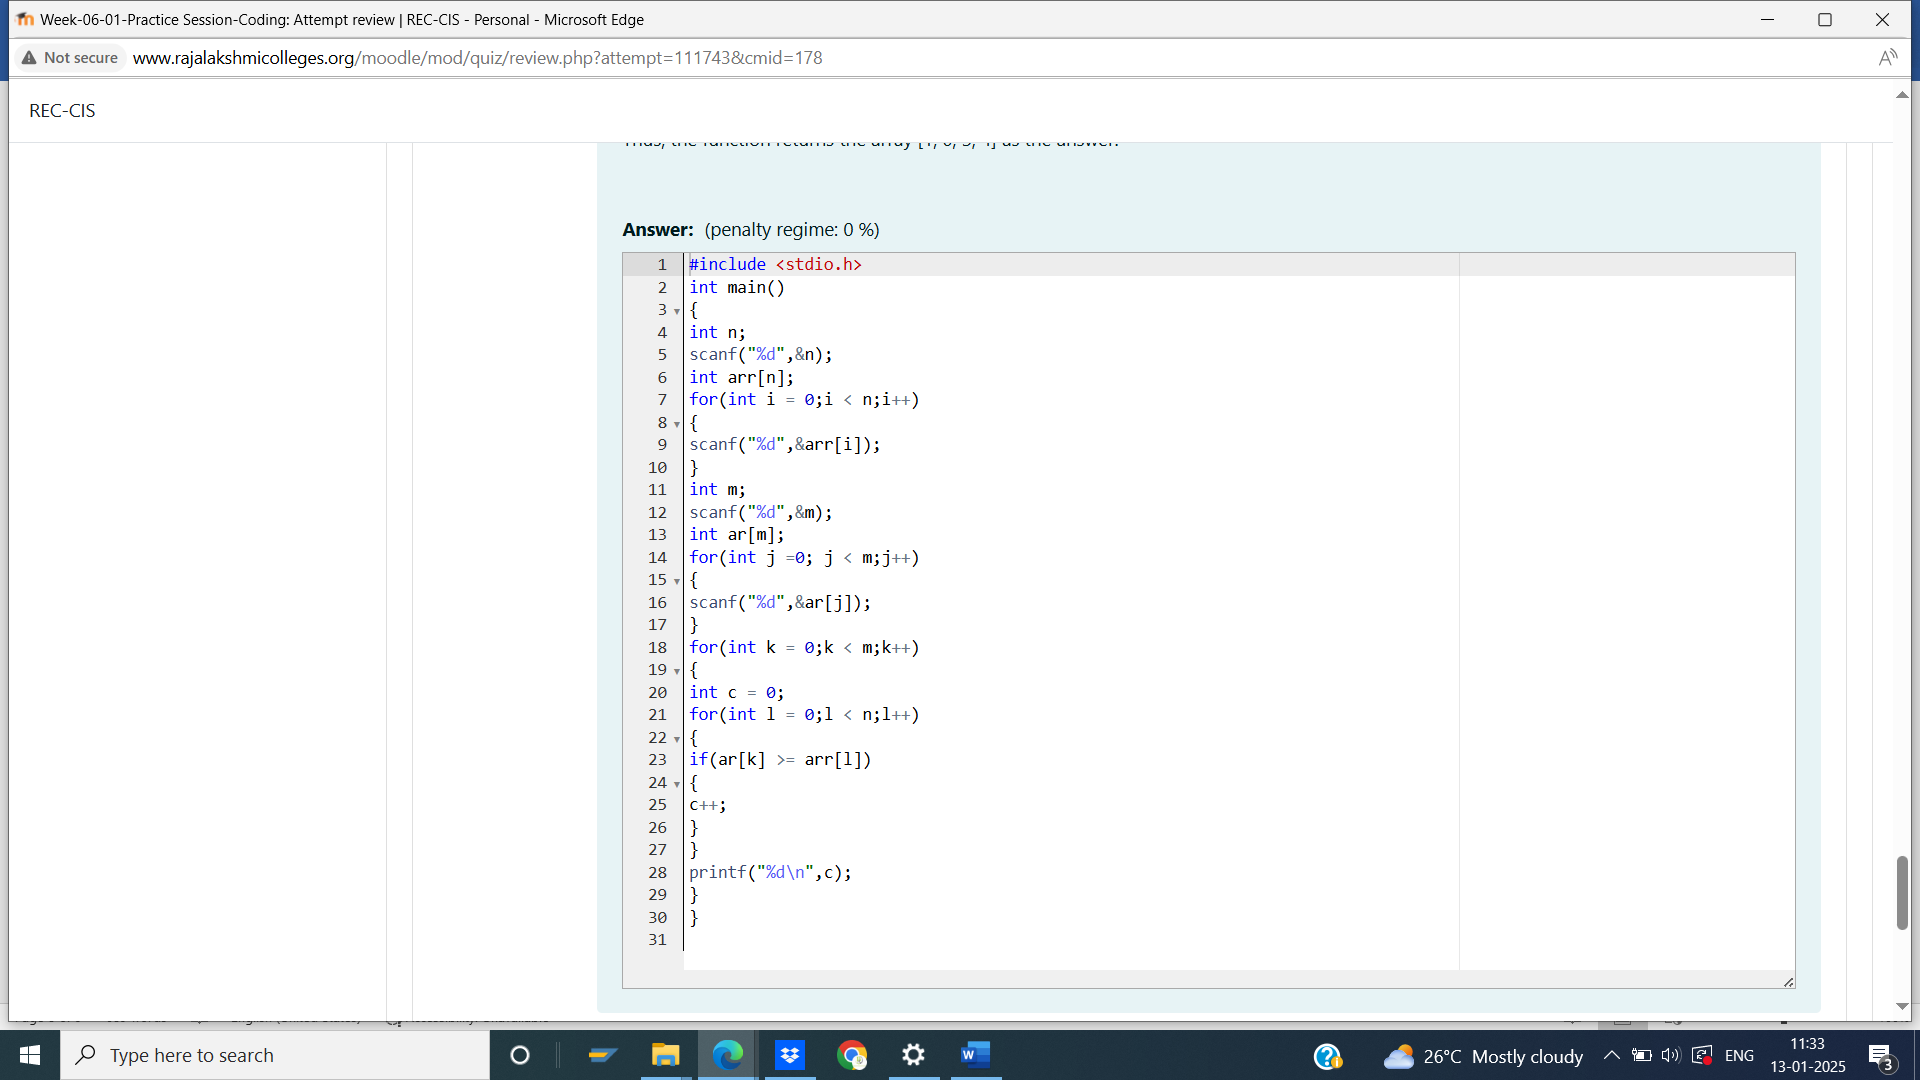 Week-06-01-Practice Session-Coding: Attempt review | REC-CIS - Personal - Microsoft Edge
Not secure www.rajalakshmicolleges.org/moodle/mod/quiz/review.php?attempt=111743&cmid=178
REC-CIS
Answer: (penalty regime: 0 %)
1 #include <stdio.h>
2 int main()
3 {
4 int n;
5 scanf("%d",&n);
6 int arr[n];
7 for(int i = 0;i < n;i++)
8 {
9 scanf("%d",&arr[i]);
10 }
11 int m;
12 scanf("%d",&m);
13 int ar[m];
14 for(int j =0; j < m;j++)
15 {
16 scanf("%d",&ar[j]);
17 }
18 for(int k = 0;k < m;k++)
19 {
20 int c = 0;
21 for(int l = 0;l < n;l++)
22 {
23 if(ar[k] >= arr[l])
24 {
25 c++;
26 }
27 }
28 printf("%d\n",c);
29 }
30 }
31
Type here to search
26°C Mostly cloudy
ENG
11:33
13-01-2025
3